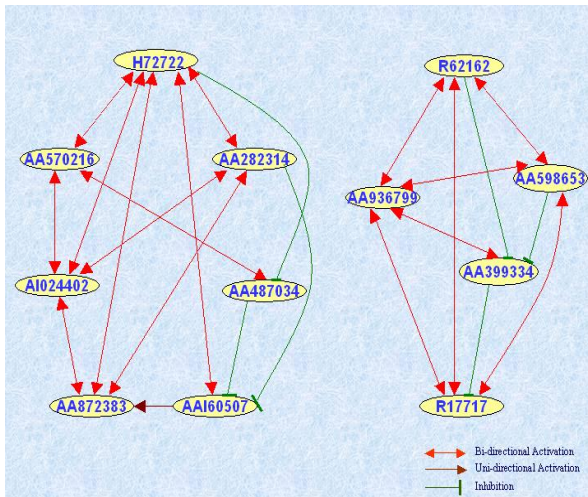 H72722
R62162
AA570216
AA282314
AA598653
AA936799
AI024402
AA487034
AA399334
AA872383
AAI60507
R17717
Bi-directional Activation
Uni-directional Activation
Inhibition